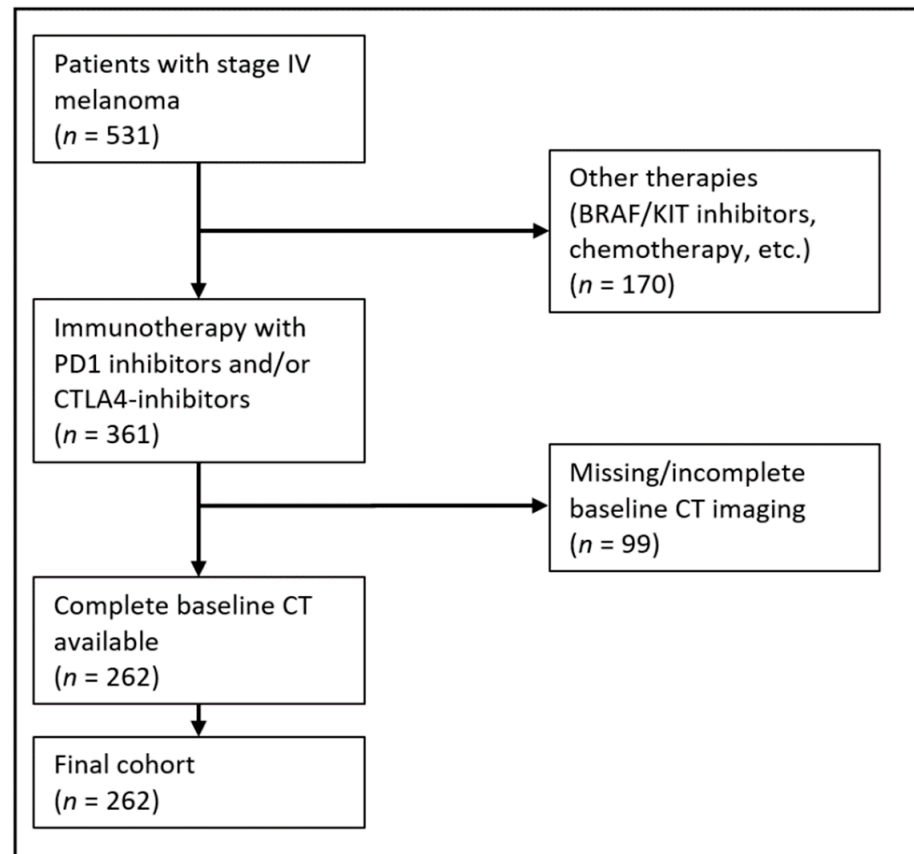 Patients with stage IV
melanoma
(n = 531)
Other therapies
(BRAF/KIT inhibitors,
chemotherapy, etc.)
(n = 170)
Immunotherapy with
PD1 inhibitors and/or
CTLA4-inhibitors
(n = 361)
Missing/incomplete
baseline CT imaging
(n = 99)
Complete baseline CT
available
(n = 262)
Final cohort
(n = 262)